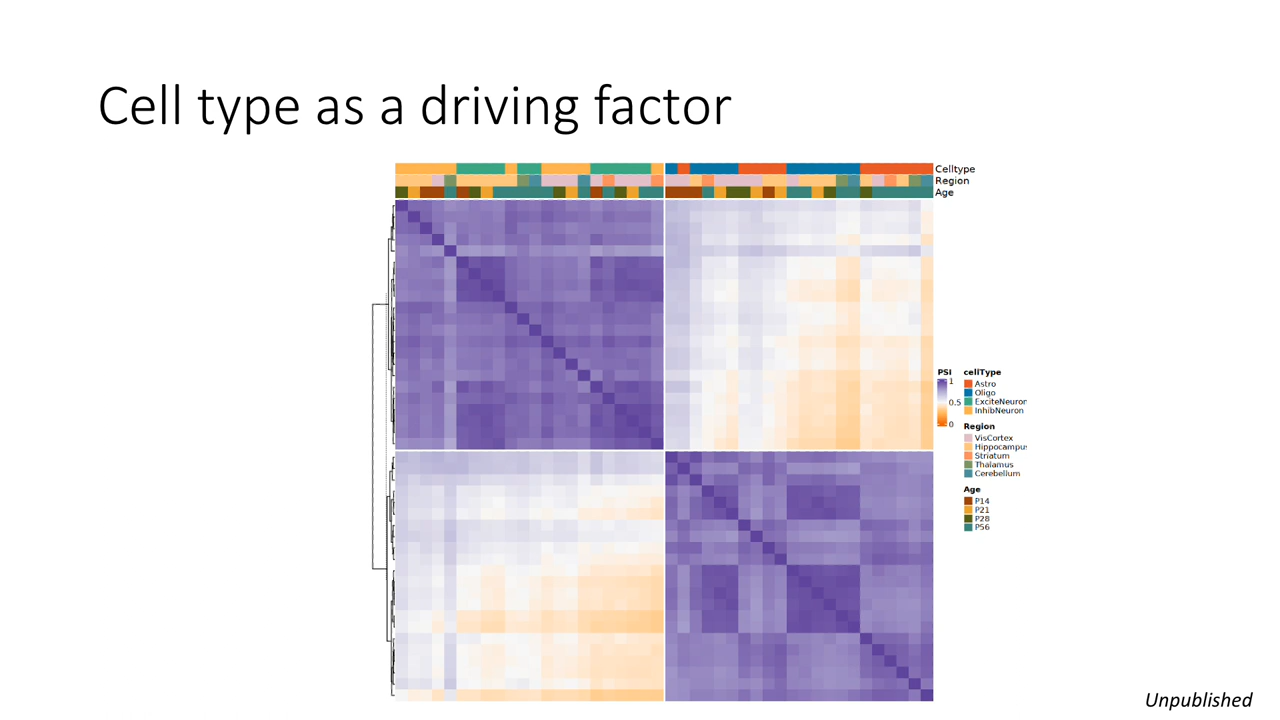 Cell type as a driving factor
Celltype
Region
Age
PSI
1
0.5
0
cellType
Astro
Oligo
ExciteNeuron
InhibNeuron
Region
VisCortex
Hippocampus
Striatum
Thalamus
Cerebellum
Age
P14
P21
P28
P56
Unpublished